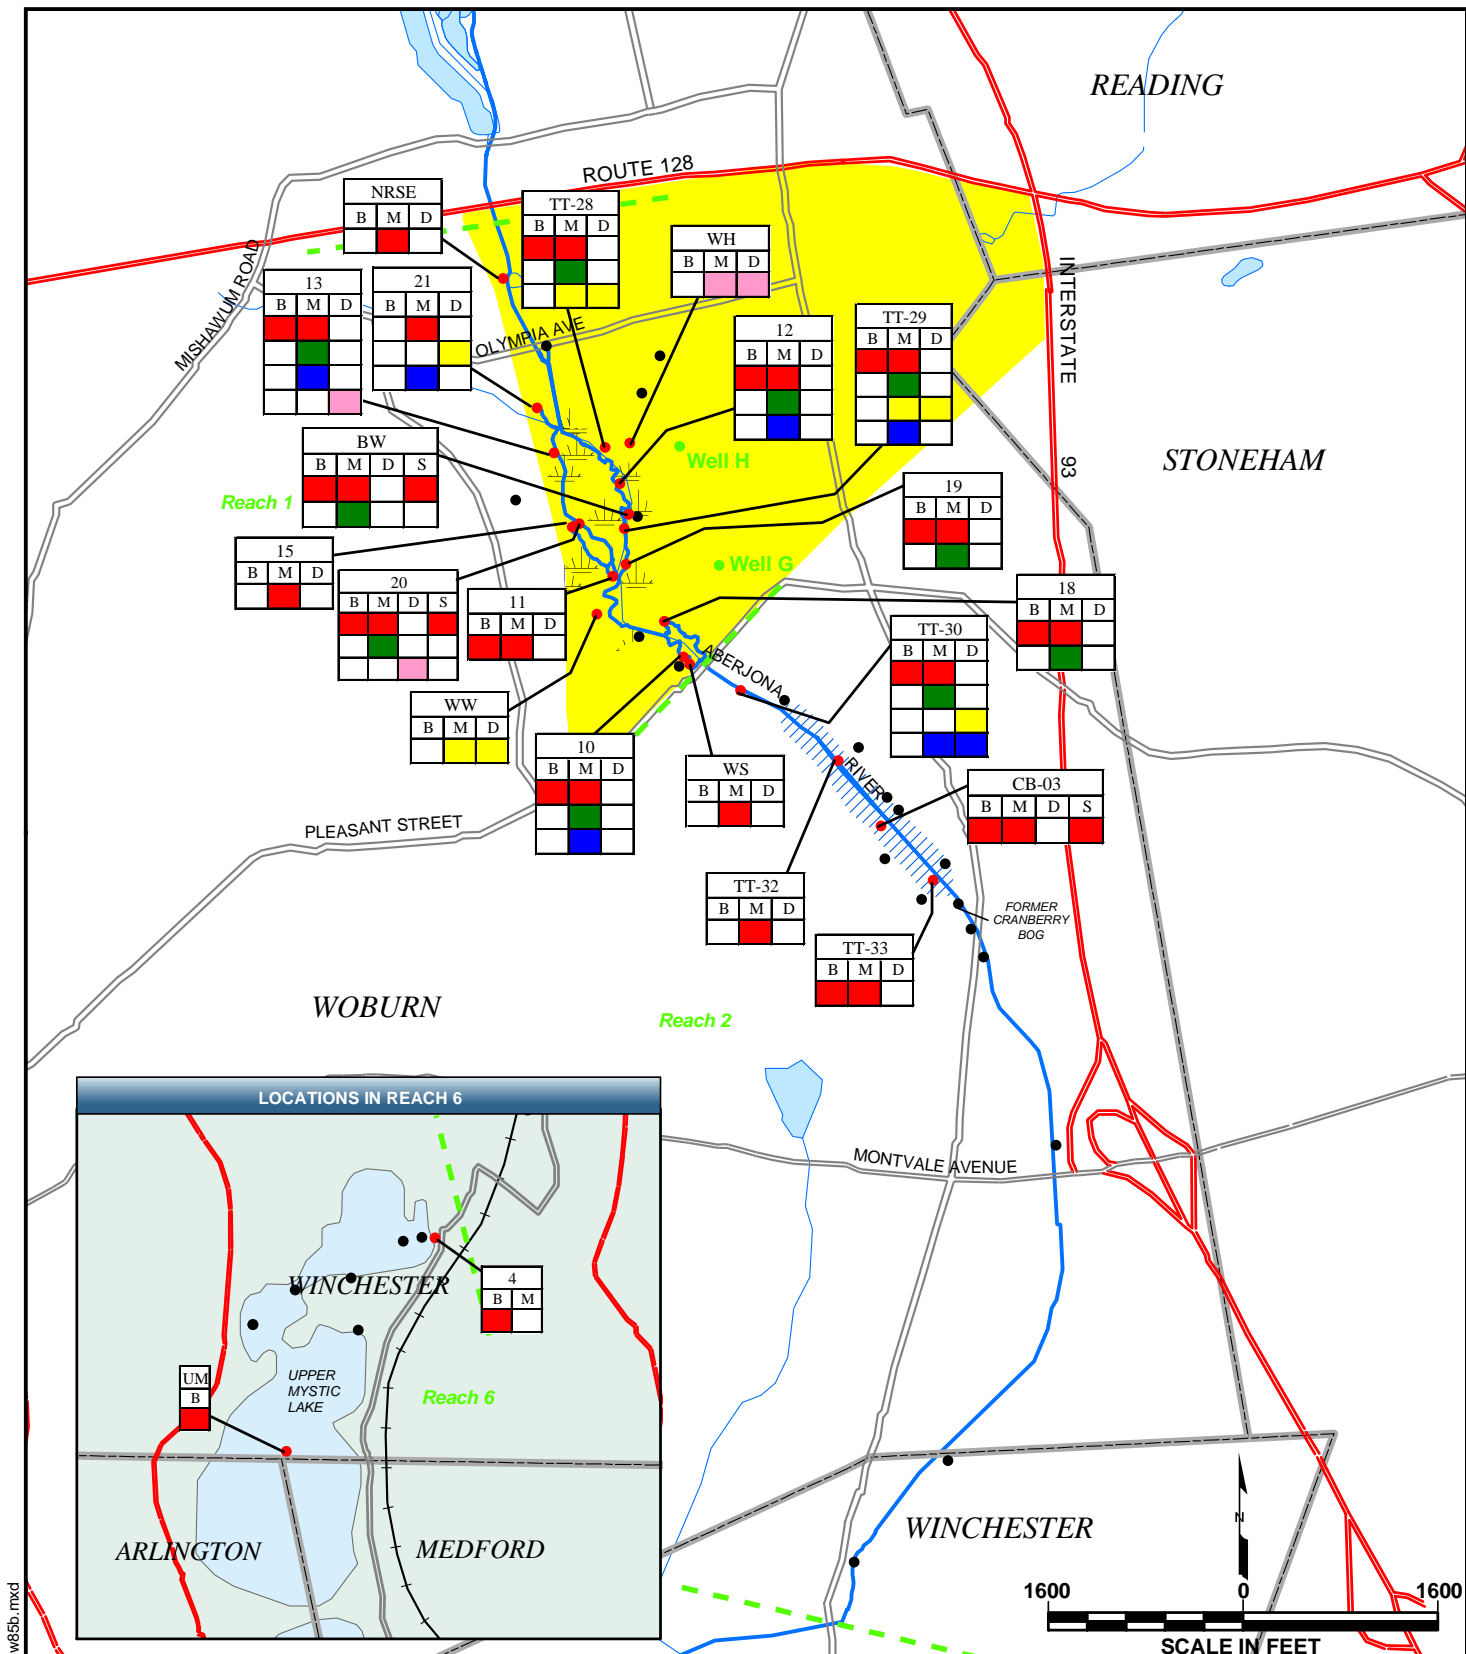 READING
ROUTE 128
NRSE
B M D
TT-28
B M D
WH
B M D
MISHAWUM ROAD
13
B M D
21
B M D
OLYMPIA AVE
12
B M D
TT-29
B M D
INTERSTATE
93
STONEHAM
BW
B M D S
Well H
Reach 1
19
B M D
15
B M D
Well G
20
B M D S
11
B M D
18
B M D
TT-30
B M D
ABERJONA
RIVER
WW
B M D
10
B M D
WS
B M D
CB-03
B M D S
PLEASANT STREET
TT-32
B M D
FORMER
CRANBERRY
BOG
TT-33
B M D
WOBURN
Reach 2
LOCATIONS IN REACH 6
MONTVALE AVENUE
WINCHESTER
4
B M
UM
B
UPPER
MYSTIC
LAKE
Reach 6
ARLINGTON
MEDFORD
WINCHESTER
N
1600 0 1600
SCALE IN FEET
w85b.mxd